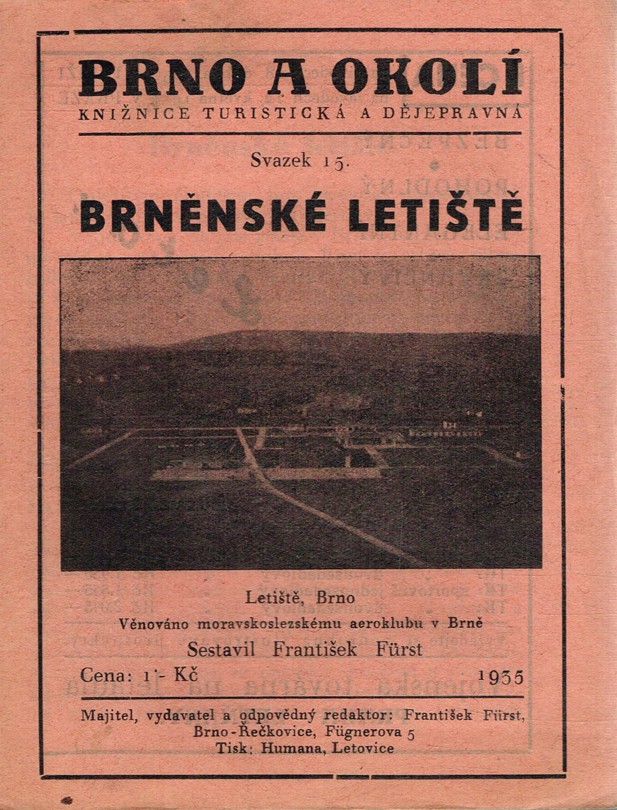 BRNO A OKOLÍ
KNIŽNICE TURISTICKÁ A DĚJEPRAVNÁ
Svazek 15.
BRNĚNSKÉ LETIŠTĚ
Letiště, Brno
Věnováno moravskoslezskému aeroklubu v Brně
Sestavil František Fürst
Cena: 1·- Kč 1935
Majitel, vydavatel a odpovědný redaktor: František Fürst,
Brno-Řečkovice, Fügnerova 5
Tisk: Humana, Letovice